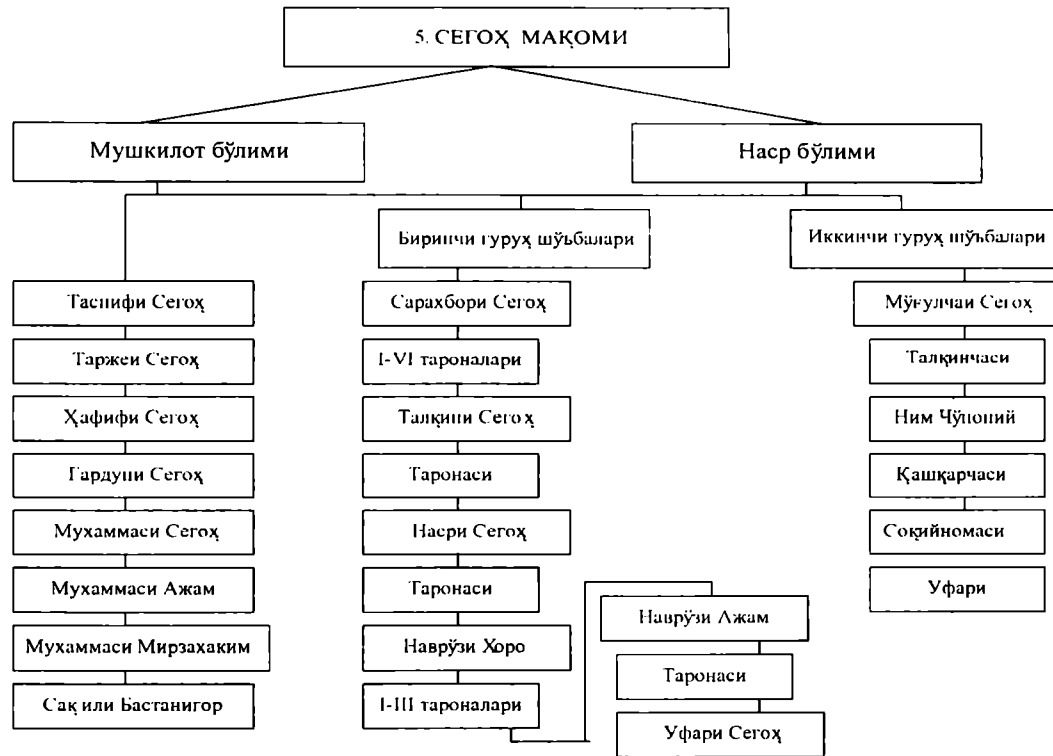 5. СЕГОҲ МАҚОМИ
Мушкилот бўлими
Наср бўлими
Биринчи гуруҳ шўъбалари
Иккинчи гуруҳ шўъбалари
Таснифи Сегоҳ
Таржеи Сегоҳ
Ҳафифи Сегоҳ
Гардуни Сегоҳ
Мухаммаси Сегоҳ
Мухаммаси Ажам
Мухаммаси Мирзахаким
Сақили Бастанигор
Сарахбори Сегоҳ
I-VI тароналари
Талқини Сегоҳ
Таронаси
Насри Сегоҳ
Таронаси
Наврўзи Хоро
I-III тароналари
Наврўзи Ажам
Таронаси
Уфари Сегоҳ
Мўғулчаи Сегоҳ
Талқинчаси
Ним Чўпоний
Қашқарчаси
Соқийномаси
Уфари